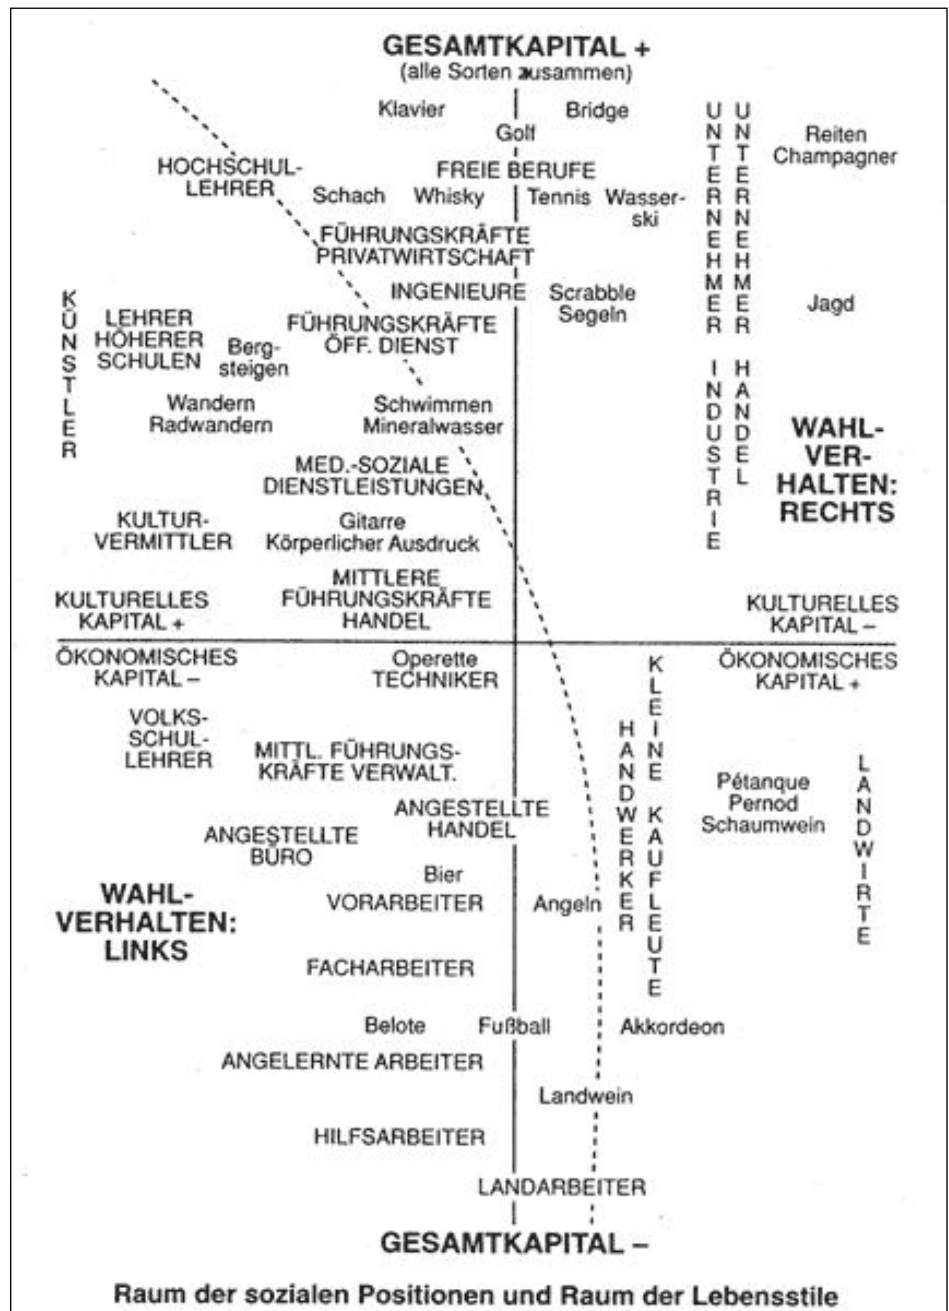 GESAMTKAPITAL +
(alle Sorten zusammen)
Klavier
Bridge
Golf
UNTERNEHMER INDUSTRIE
UNTERNEHMER HANDEL
Reiten
Champagner
HOCHSCHUL-
LEHRER
FREIE BERUFE
Schach
Whisky
Tennis
Wasser-
ski
FÜHRUNGSKRÄFTE
PRIVATWIRTSCHAFT
INGENIEURE
Scrabble
Segeln
Jagd
KÜNSTLER
LEHRER
HÖHERER
SCHULEN
Berg-
steigen
FÜHRUNGSKRÄFTE
ÖFF. DIENST
Wandern
Radwandern
Schwimmen
Mineralwasser
WAHL-
VER-
HALTEN:
RECHTS
MED.-SOZIALE
DIENSTLEISTUNGEN
KULTUR-
VERMITTLER
Gitarre
Körperlicher Ausdruck
MITTLERE
FÜHRUNGSKRÄFTE
HANDEL
KULTURELLES
KAPITAL +
KULTURELLES
KAPITAL –
ÖKONOMISCHES
KAPITAL –
Operette
TECHNIKER
ÖKONOMISCHES
KAPITAL +
VOLKS-
SCHUL-
LEHRER
MITTL. FÜHRUNGS-
KRÄFTE VERWALT.
HANDWERKER
KLEINE KAUFLEUTE
Pétanque
Pernod
Schaumwein
LANDWIRTE
ANGESTELLTE
HANDEL
ANGESTELLTE
BÜRO
Bier
WAHL-
VERHALTEN:
LINKS
VORARBEITER
Angeln
FACHARBEITER
Belote
Fußball
Akkordeon
ANGELERNTE ARBEITER
Landwein
HILFSARBEITER
LANDARBEITER
GESAMTKAPITAL –
Raum der sozialen Positionen und Raum der Lebensstile